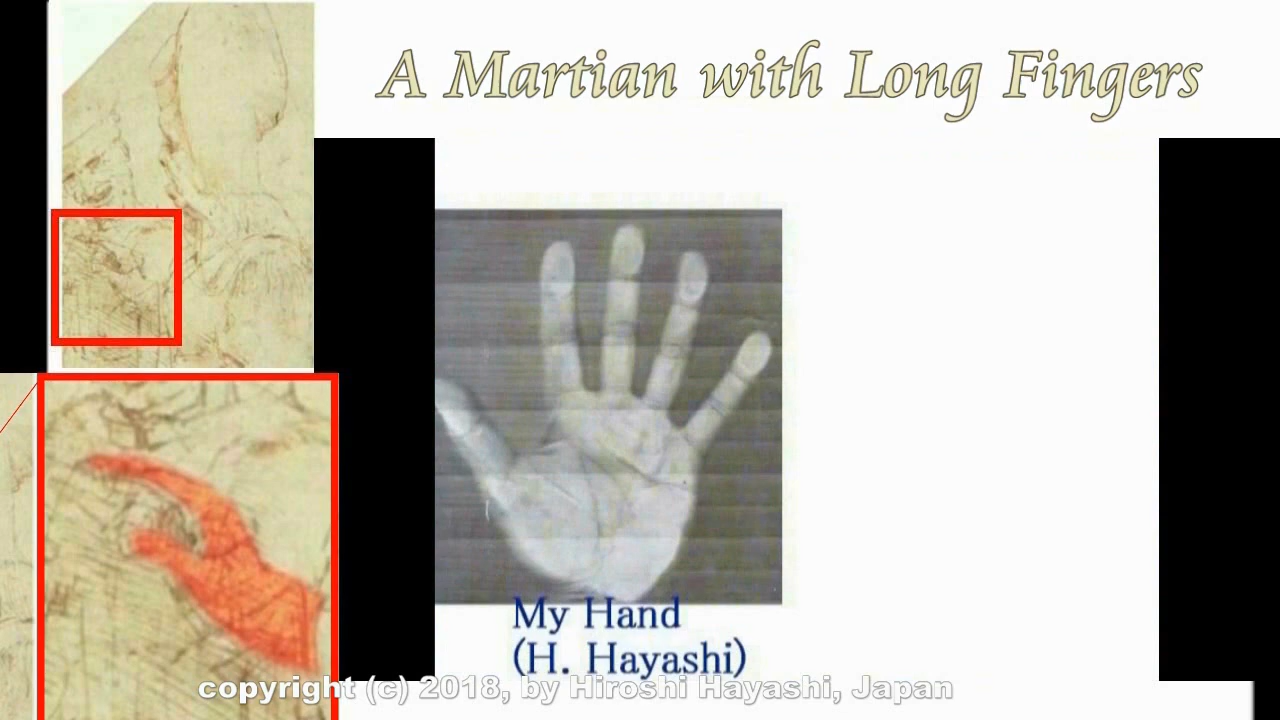 A Martian with Long Fingers
My Hand
(H. Hayashi)
copyright (c) 2018, by Hiroshi Hayashi, Japan